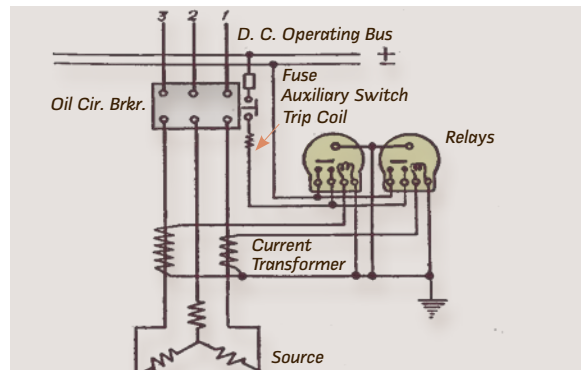 3 2 1
D. C. Operating Bus
+
−
Oil Cir. Brkr.
Fuse
Auxiliary Switch
Trip Coil
Relays
Current
Transformer
Source